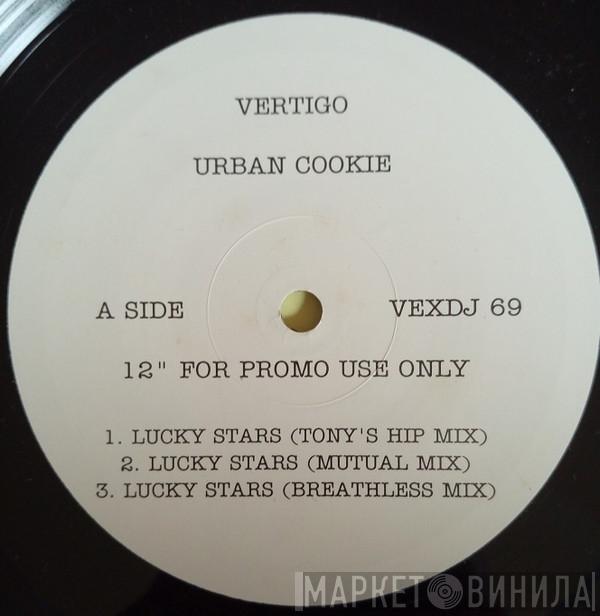 VERTIGO
URBAN COOKIE
A SIDE
VEXDJ 69
12" FOR PROMO USE ONLY
1. LUCKY STARS (TONY'S HIP MIX)
2. LUCKY STARS (MUTUAL MIX)
3. LUCKY STARS (BREATHLESS MIX)
МАРКЕТ ВИНИЛА